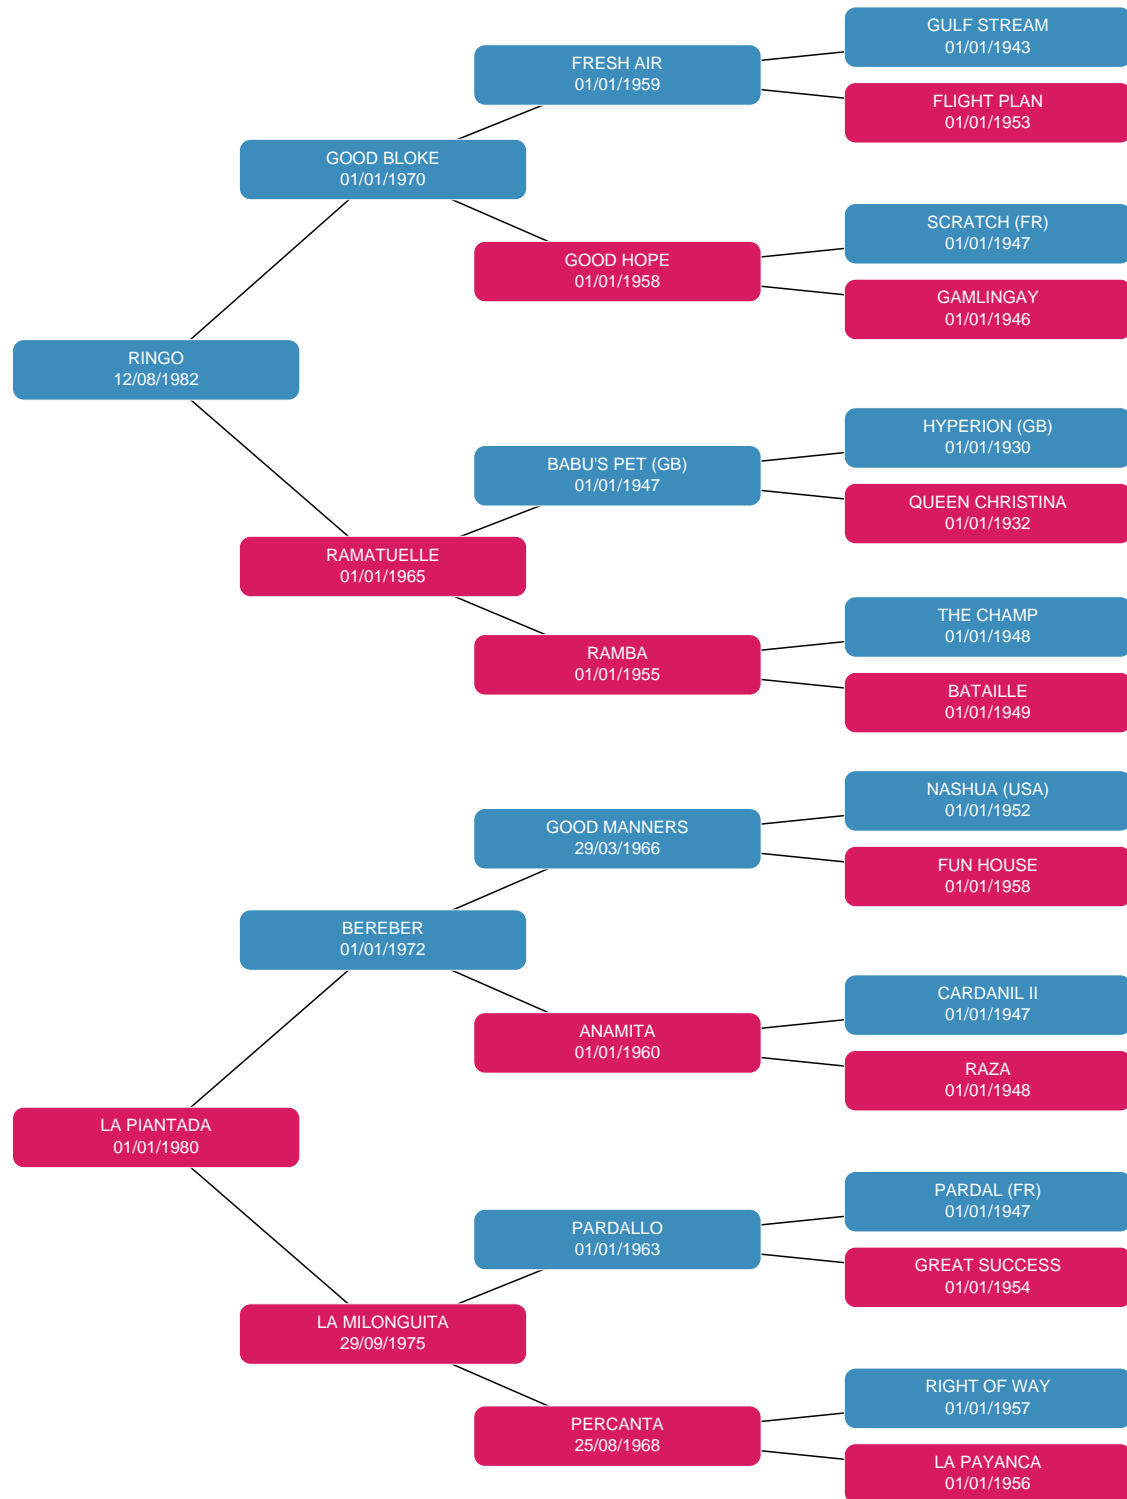 GULF STREAM
01/01/1943
FRESH AIR
01/01/1959
FLIGHT PLAN
01/01/1953
GOOD BLOKE
01/01/1970
SCRATCH (FR)
01/01/1947
GOOD HOPE
01/01/1958
GAMLINGAY
01/01/1946
RINGO
12/08/1982
HYPERION (GB)
01/01/1930
BABU'S PET (GB)
01/01/1947
QUEEN CHRISTINA
01/01/1932
RAMATUELLE
01/01/1965
THE CHAMP
01/01/1948
RAMBA
01/01/1955
BATAILLE
01/01/1949
NASHUA (USA)
01/01/1952
GOOD MANNERS
29/03/1966
FUN HOUSE
01/01/1958
BEREBER
01/01/1972
CARDANIL II
01/01/1947
ANAMITA
01/01/1960
RAZA
01/01/1948
LA PIANTADA
01/01/1980
PARDAL (FR)
01/01/1947
PARDALLO
01/01/1963
GREAT SUCCESS
01/01/1954
LA MILONGUITA
29/09/1975
RIGHT OF WAY
01/01/1957
PERCANTA
25/08/1968
LA PAYANCA
01/01/1956